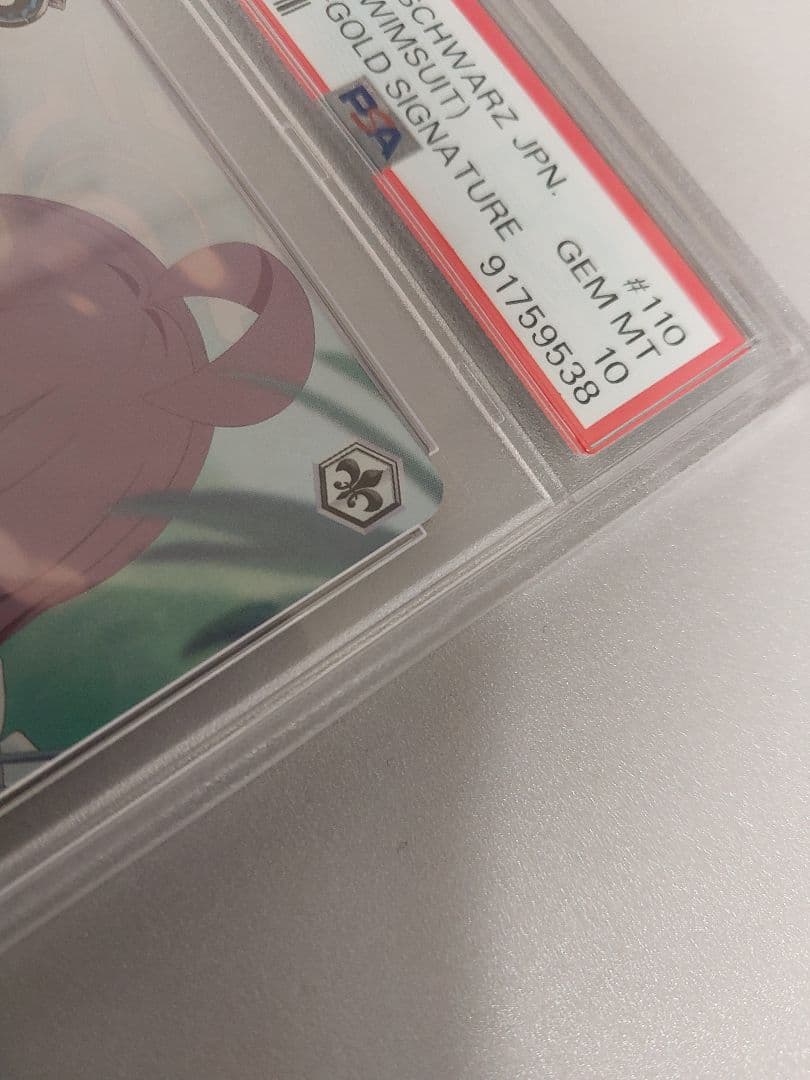 SCHWARZ JPN. #110
WIMSUIT) GEM MT
GOLD SIGNATURE 10
PSA 91759538